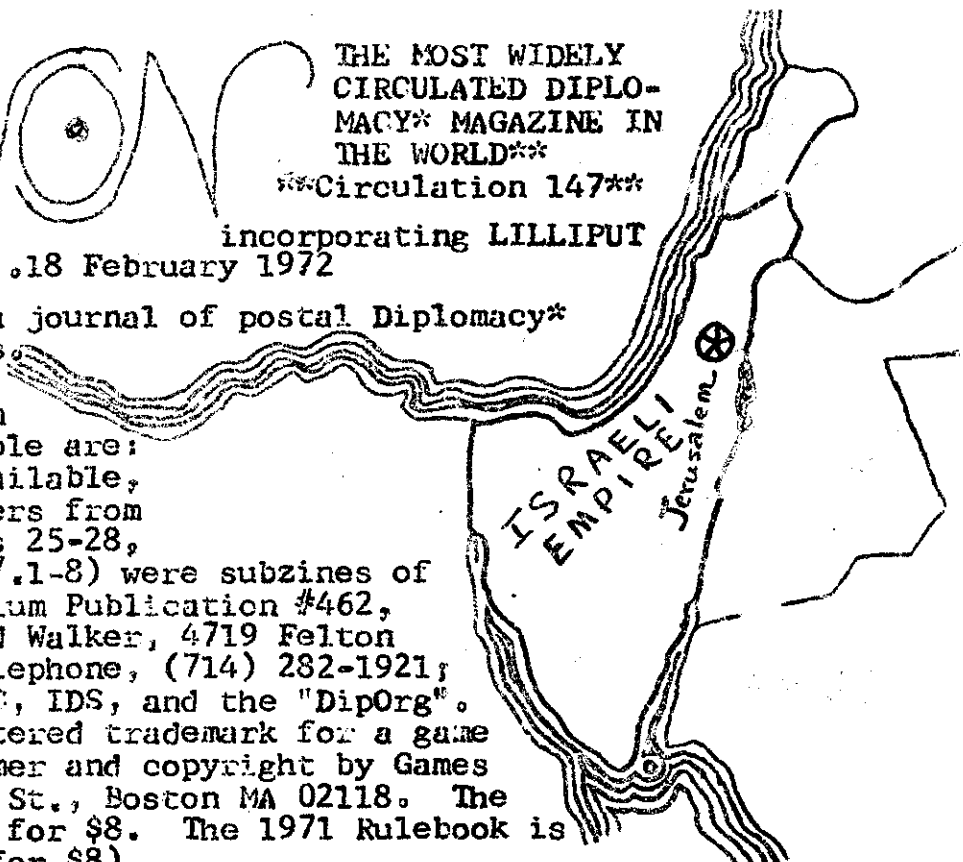 THE MOST WIDELY
CIRCULATED DIPLO-
MACY* MAGAZINE IN
THE WORLD**
**Circulation 147**
incorporating LILLIPUT
.18 February 1972
journal of postal Diplomacy*
ble are:
ailable,
ers from
s 25-28,
.1-8) were subzines of
ium Publication #462,
Walker, 4719 Felton
lephone, (714) 282-1921;
, IDS, and the "DipOrg".
tered trademark for a game
mer and copyright by Games
St., Boston MA 02118. The
for $8. The 1971 Rulebook is
for $8)
ISRAELI
EMPIRE
Jerusalem